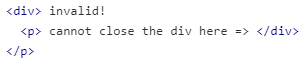 <div> invalid!
<p> cannot close the div here => </div>
</p>